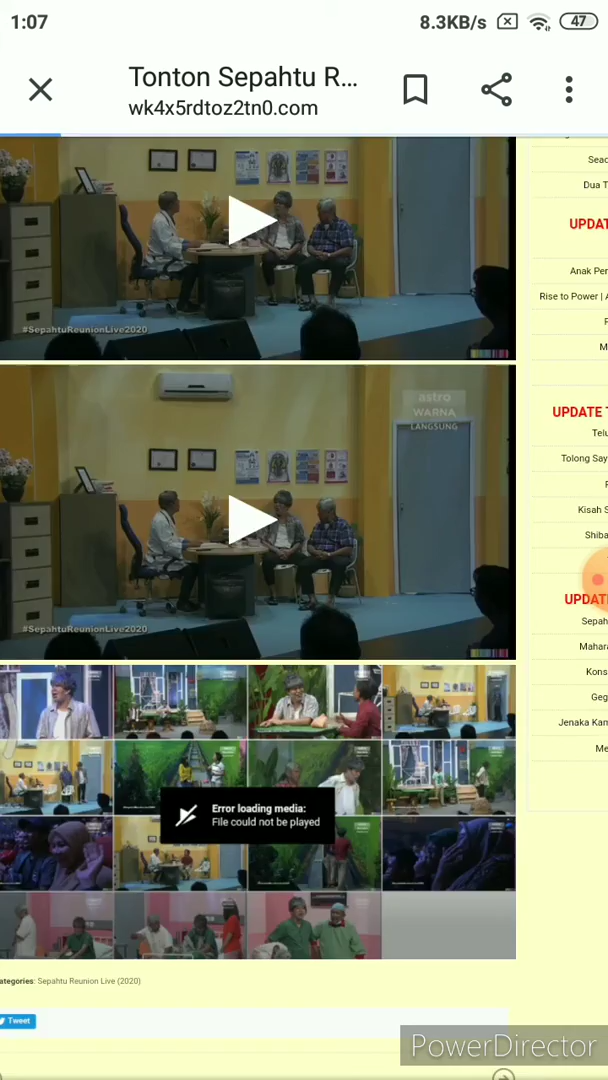 1:07
8.3KB/s
47
Tonton Sepahtu R...
wk4x5rdtoz2tn0.com
Seac
Dua T
UPDAT
Anak Per
Rise to Power | A
UPDATE T
Telu
Tolong Say
Kisah S
Shiba
UPDATE
Sepah
Mahara
Kons
Geg
Jenaka Kam
Me
#SepahtuReunionLive2020
astro
WARNA
LANGSUNG
#SepahtuReunionLive2020
Error loading media:
File could not be played
ategories: Sepahtu Reunion Live (2020)
Tweet
PowerDirector